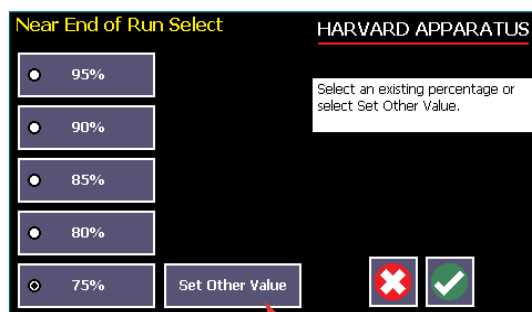 Near End of Run Select
HARVARD APPARATUS
95%
Select an existing percentage or
select Set Other Value.
90%
85%
80%
75%
Set Other Value